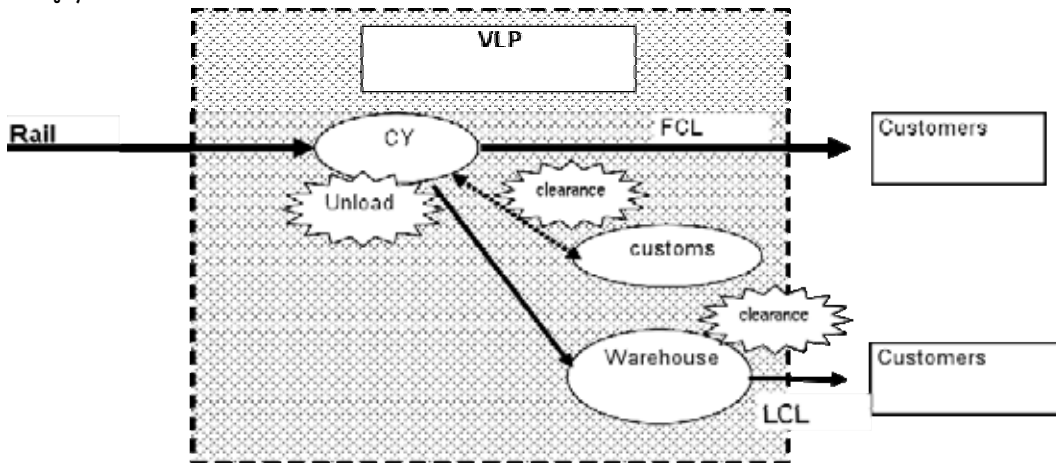 VLP
Rail
CY
FCL
Customers
Unload
clearance
customs
clearance
Warehouse
Customers
LCL